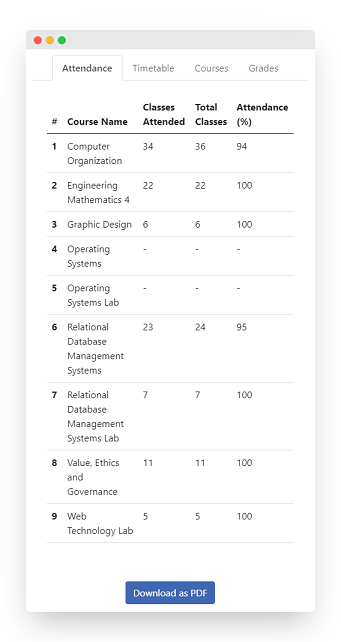 Attendance Timetable Courses Grades
# Course Name Classes Attended Total Classes Attendance (%)
1 Computer Organization 34 36 94
2 Engineering Mathematics 4 22 22 100
3 Graphic Design 6 6 100
4 Operating Systems - - -
5 Operating Systems Lab - - -
6 Relational Database Management Systems 23 24 95
7 Relational Database Management Systems Lab 7 7 100
8 Value, Ethics and Governance 11 11 100
9 Web Technology Lab 5 5 100
Download as PDF